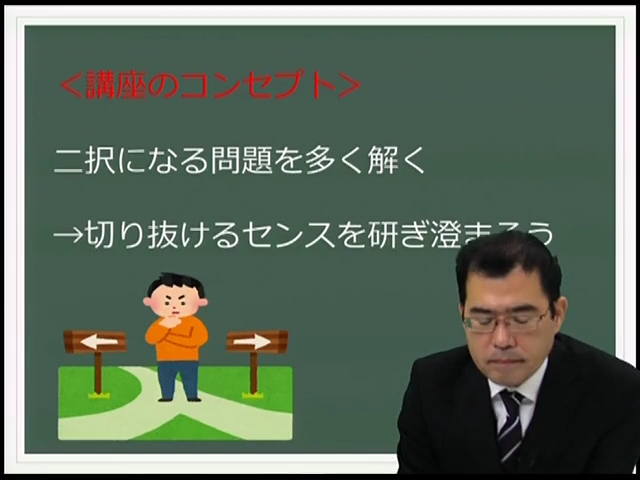 ＜講座のコンセプト＞
二択になる問題を多く解く
→切り抜けるセンスを研ぎ澄まそう